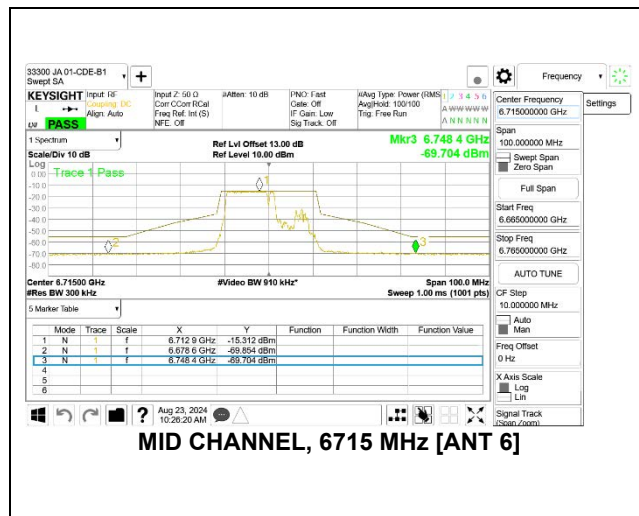 33300 JA 01-CDE-B1
Swept SA
Frequency
KEYSIGHT
Input: RF
Coupling: DC
Align: Auto
Input Z: 50 Ω
Corr CCorr RCal
Freq Ref: Int (S)
NFE: Off
#Atten: 10 dB
PNO: Fast
Gate: Off
IF Gain: Low
Sig Track: Off
#Avg Type: Power (RMS
Avg|Hold: 100/100
Trig: Free Run
1 2 3 4 5 6
A W W W W W
A N N N N N
L
PASS
1 Spectrum
Scale/Div 10 dB
Ref Lvl Offset 13.00 dB
Ref Level 10.00 dBm
Mkr3 6.748 4 GHz
-69.704 dBm
Log
Trace 1 Pass
0.00
-10.0
-20.0
-30.0
-40.0
-50.0
-60.0
-70.0
-80.0
1
2
3
Center 6.71500 GHz
#Res BW 300 kHz
#Video BW 910 kHz*
Span 100.0 MHz
Sweep 1.00 ms (1001 pts)
5 Marker Table
Mode Trace Scale X Y Function Function Width Function Value
1 N 1 f 6.712 9 GHz -15.312 dBm
2 N 1 f 6.678 6 GHz -69.854 dBm
3 N 1 f 6.748 4 GHz -69.704 dBm
4
5
6
Aug 23, 2024
10:26:20 AM
Center Frequency
6.715000000 GHz
Settings
Span
100.000000 MHz
Swept Span
Zero Span
Full Span
Start Freq
6.665000000 GHz
Stop Freq
6.765000000 GHz
AUTO TUNE
CF Step
10.000000 MHz
Auto
Man
Freq Offset
0 Hz
X Axis Scale
Log
Lin
Signal Track
(Span Zoom)
MID CHANNEL, 6715 MHz [ANT 6]